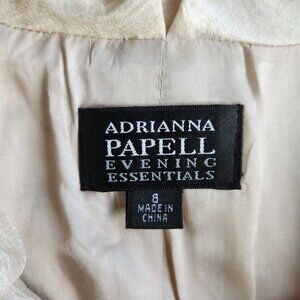 ADRIANNA
PAPELL
EVENING
ESSENTIALS
8
MADE IN
CHINA